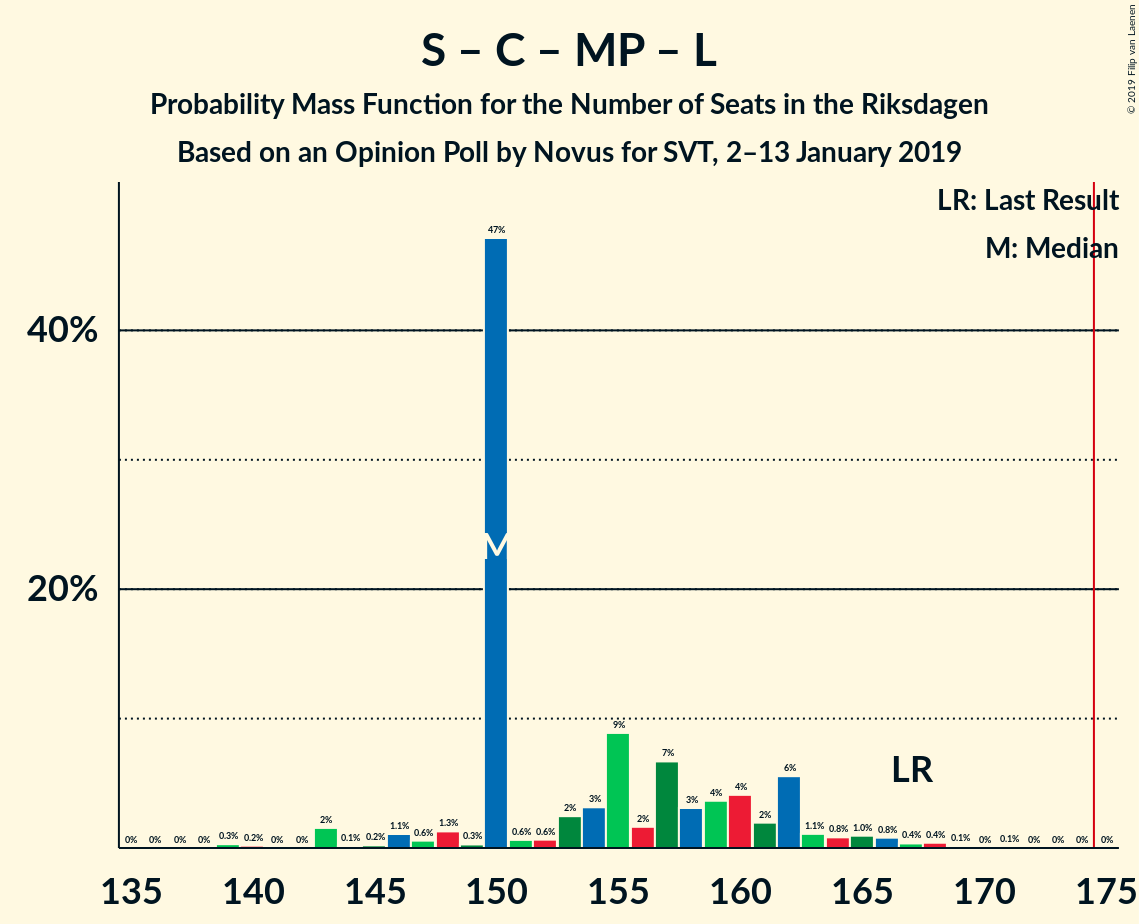 © 2019 Filip van Laenen
S – C – MP – L
Probability Mass Function for the Number of Seats in the Riksdagen
Based on an Opinion Poll by Novus for SVT, 2–13 January 2019
LR: Last Result
M: Median
40%
20%
47%
M
LR
0% 0% 0% 0% 0.3% 0.2% 0% 0% 2% 0.1% 0.2% 1.1% 0.6% 1.3% 0.3% 0.6% 0.6% 2% 3% 9% 2% 7% 3% 4% 4% 2% 6% 1.1% 0.8% 1.0% 0.8% 0.4% 0.4% 0.1% 0% 0.1% 0% 0% 0% 0%
135 140 145 150 155 160 165 170 175